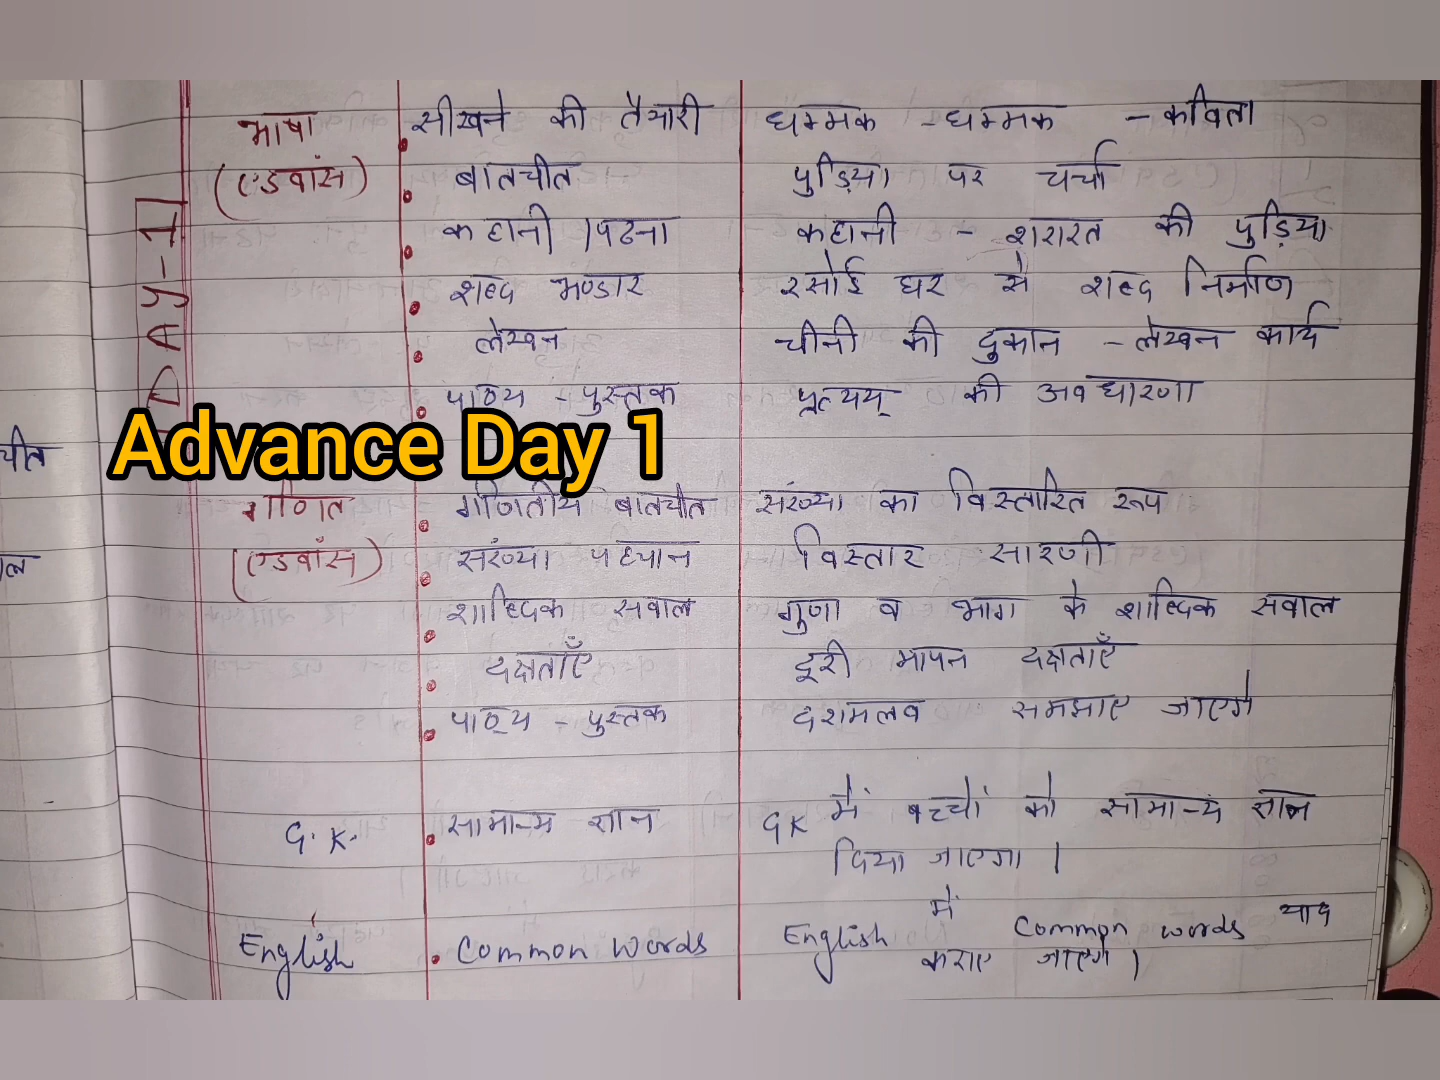 भाषा सीखने की तैयारी धम्मक - धम्मक - कविता
(एडवांस) बातचीत पुड़िया पर चर्चा
कहानी / पढना कहानी - शरारत की पुड़िया
शब्द भण्डार रसोई घर से शब्द निर्माण
लेखन चीनी की दुकान - लेखन कार्य
पाठ्य - पुस्तक प्रत्यय् की अवधारणा
DAY-1
चीत
Advance Day 1
गणित गणितीय बातचीत संख्या का विस्तारित रूप
(एडवांस) संख्या पहचान विस्तार सारणी
शाब्दिक सवाल गुणा व भाग के शाब्दिक सवाल
दक्षताएँ दूरी मापन दक्षताएँ
पाठ्य - पुस्तक दशमलव समझाए जाएगे
G.K. सामान्य ज्ञान GK में बच्चों को सामान्य ज्ञान
दिया जाएगा ।
English Common words English में Common words याद
कराए जाएगे ।